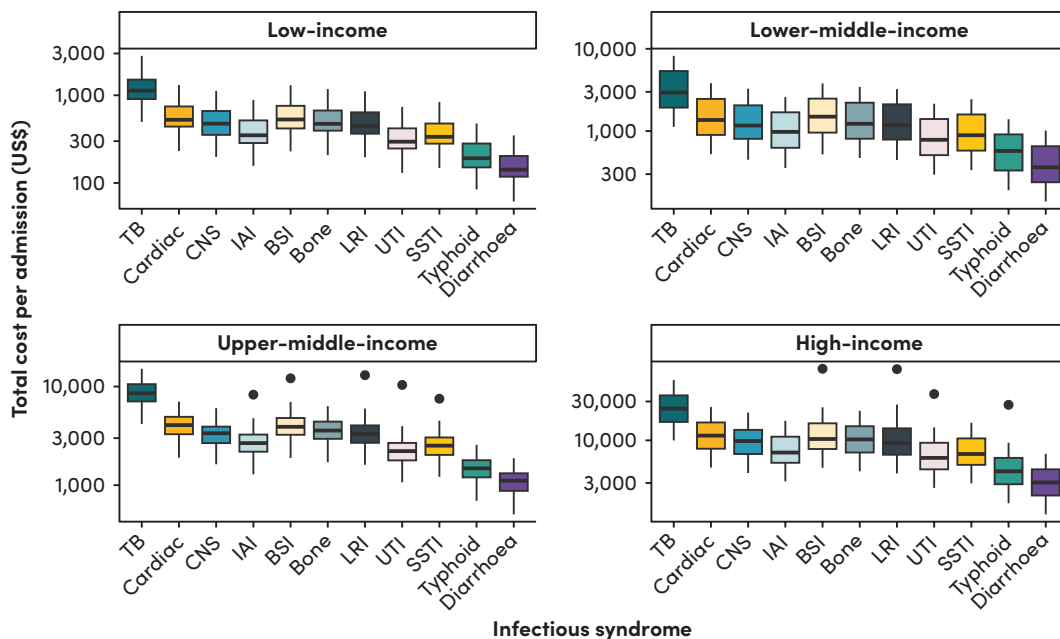 Low-income
Lower-middle-income
3,000
1,000
300
100
10,000
3,000
1,000
300
TB
Cardiac
CNS
IAI
BSI
Bone
LRI
UTI
SSTI
Typhoid
Diarrhoea
TB
Cardiac
CNS
IAI
BSI
Bone
LRI
UTI
SSTI
Typhoid
Diarrhoea
Total cost per admission (US$)
Upper-middle-income
High-income
10,000
3,000
1,000
30,000
10,000
3,000
TB
Cardiac
CNS
IAI
BSI
Bone
LRI
UTI
SSTI
Typhoid
Diarrhoea
TB
Cardiac
CNS
IAI
BSI
Bone
LRI
UTI
SSTI
Typhoid
Diarrhoea
Infectious syndrome